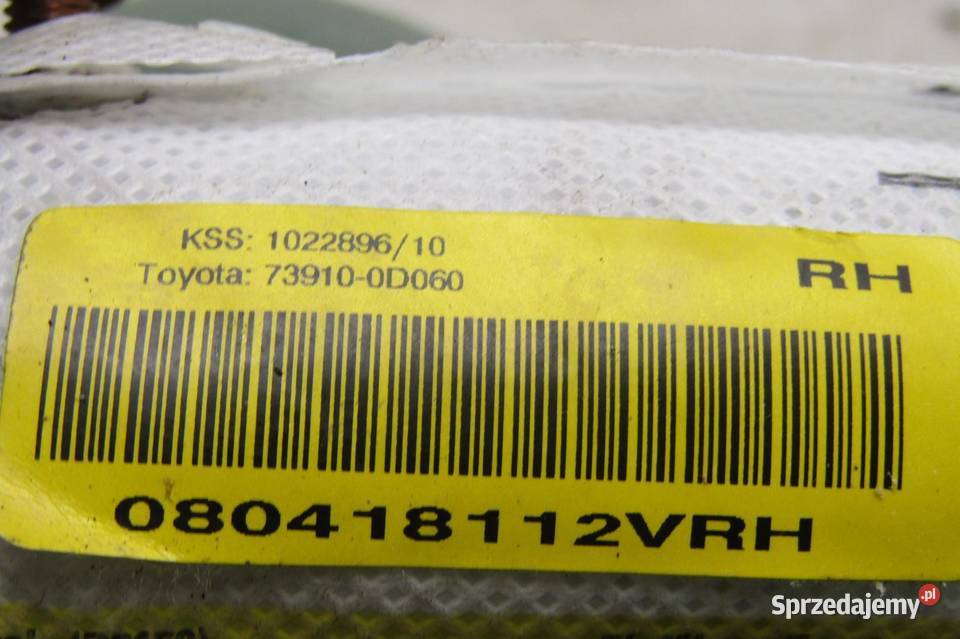 KSS: 1022896/10
Toyota: 73910-0D060
RH
080418112VRH
Sprzedajemy.pl